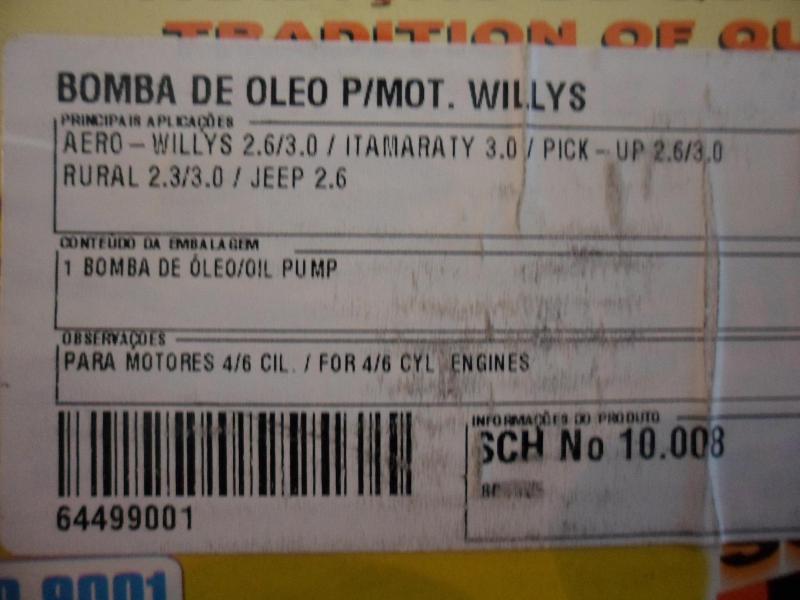 TRADITION OF QU
BOMBA DE OLEO P/MOT. WILLYS
PRINCIPAIS APLICAÇÕES
AERO – WILLYS 2.6/3.0 / ITAMARATY 3.0 / PICK – UP 2.6/3.0
RURAL 2.3/3.0 / JEEP 2.6
CONTEÚDO DA EMBALAGEM
1 BOMBA DE ÓLEO/OIL PUMP
OBSERVAÇÕES
PARA MOTORES 4/6 CIL. / FOR 4/6 CYL ENGINES
INFORMAÇÕES DO PRODUTO
SCH No 10.008
64499001
9001